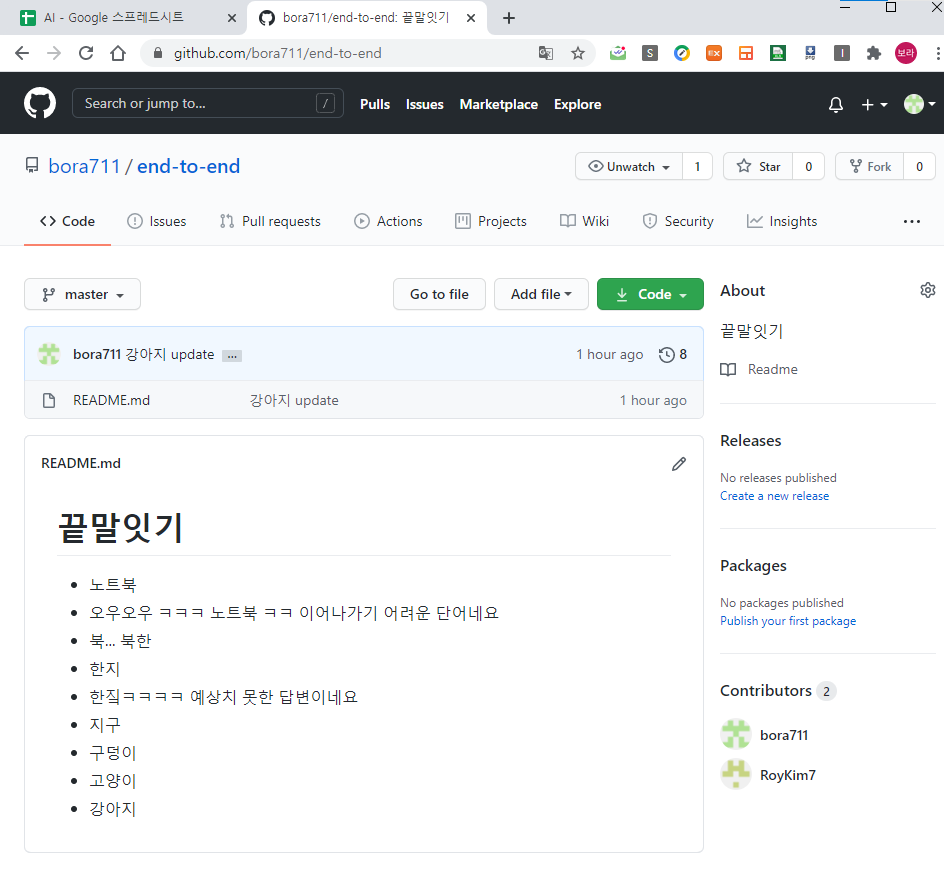 AI - Google 스프레드시트
bora711/end-to-end: 끝말잇기
github.com/bora711/end-to-end
보라
Search or jump to...
/
Pulls Issues Marketplace Explore
bora711 / end-to-end
Unwatch 1 Star 0 Fork 0
Code Issues Pull requests Actions Projects Wiki Security Insights
master Go to file Add file Code
bora711 강아지 update ... 1 hour ago 8
README.md 강아지 update 1 hour ago
README.md
끝말잇기
노트북
오우오우 ㅋㅋㅋ 노트북 ㅋㅋ 이어나가기 어려운 단어네요
북... 북한
한지
한짘ㅋㅋㅋㅋ 예상치 못한 답변이네요
지구
구덩이
고양이
강아지
About
끝말잇기
Readme
Releases
No releases published
Create a new release
Packages
No packages published
Publish your first package
Contributors 2
bora711
RoyKim7